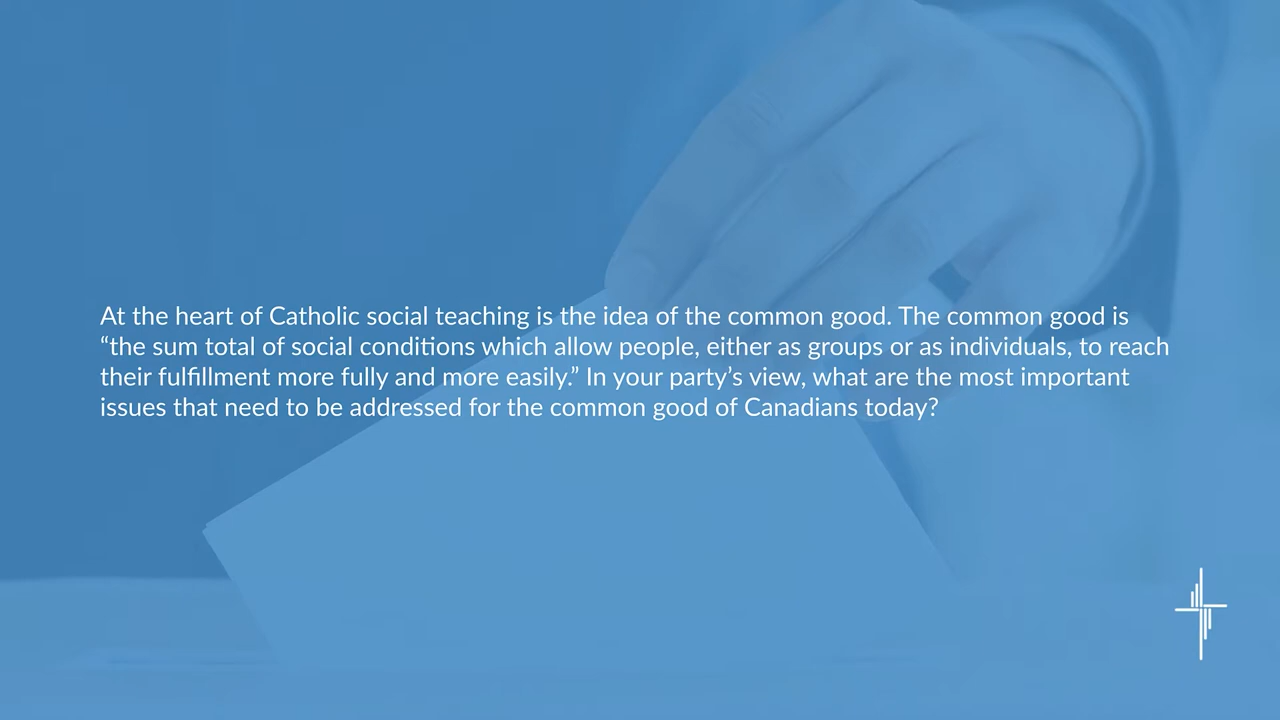 At the heart of Catholic social teaching is the idea of the common good. The common good is
“the sum total of social conditions which allow people, either as groups or as individuals, to reach
their fulfillment more fully and more easily.” In your party’s view, what are the most important
issues that need to be addressed for the common good of Canadians today?